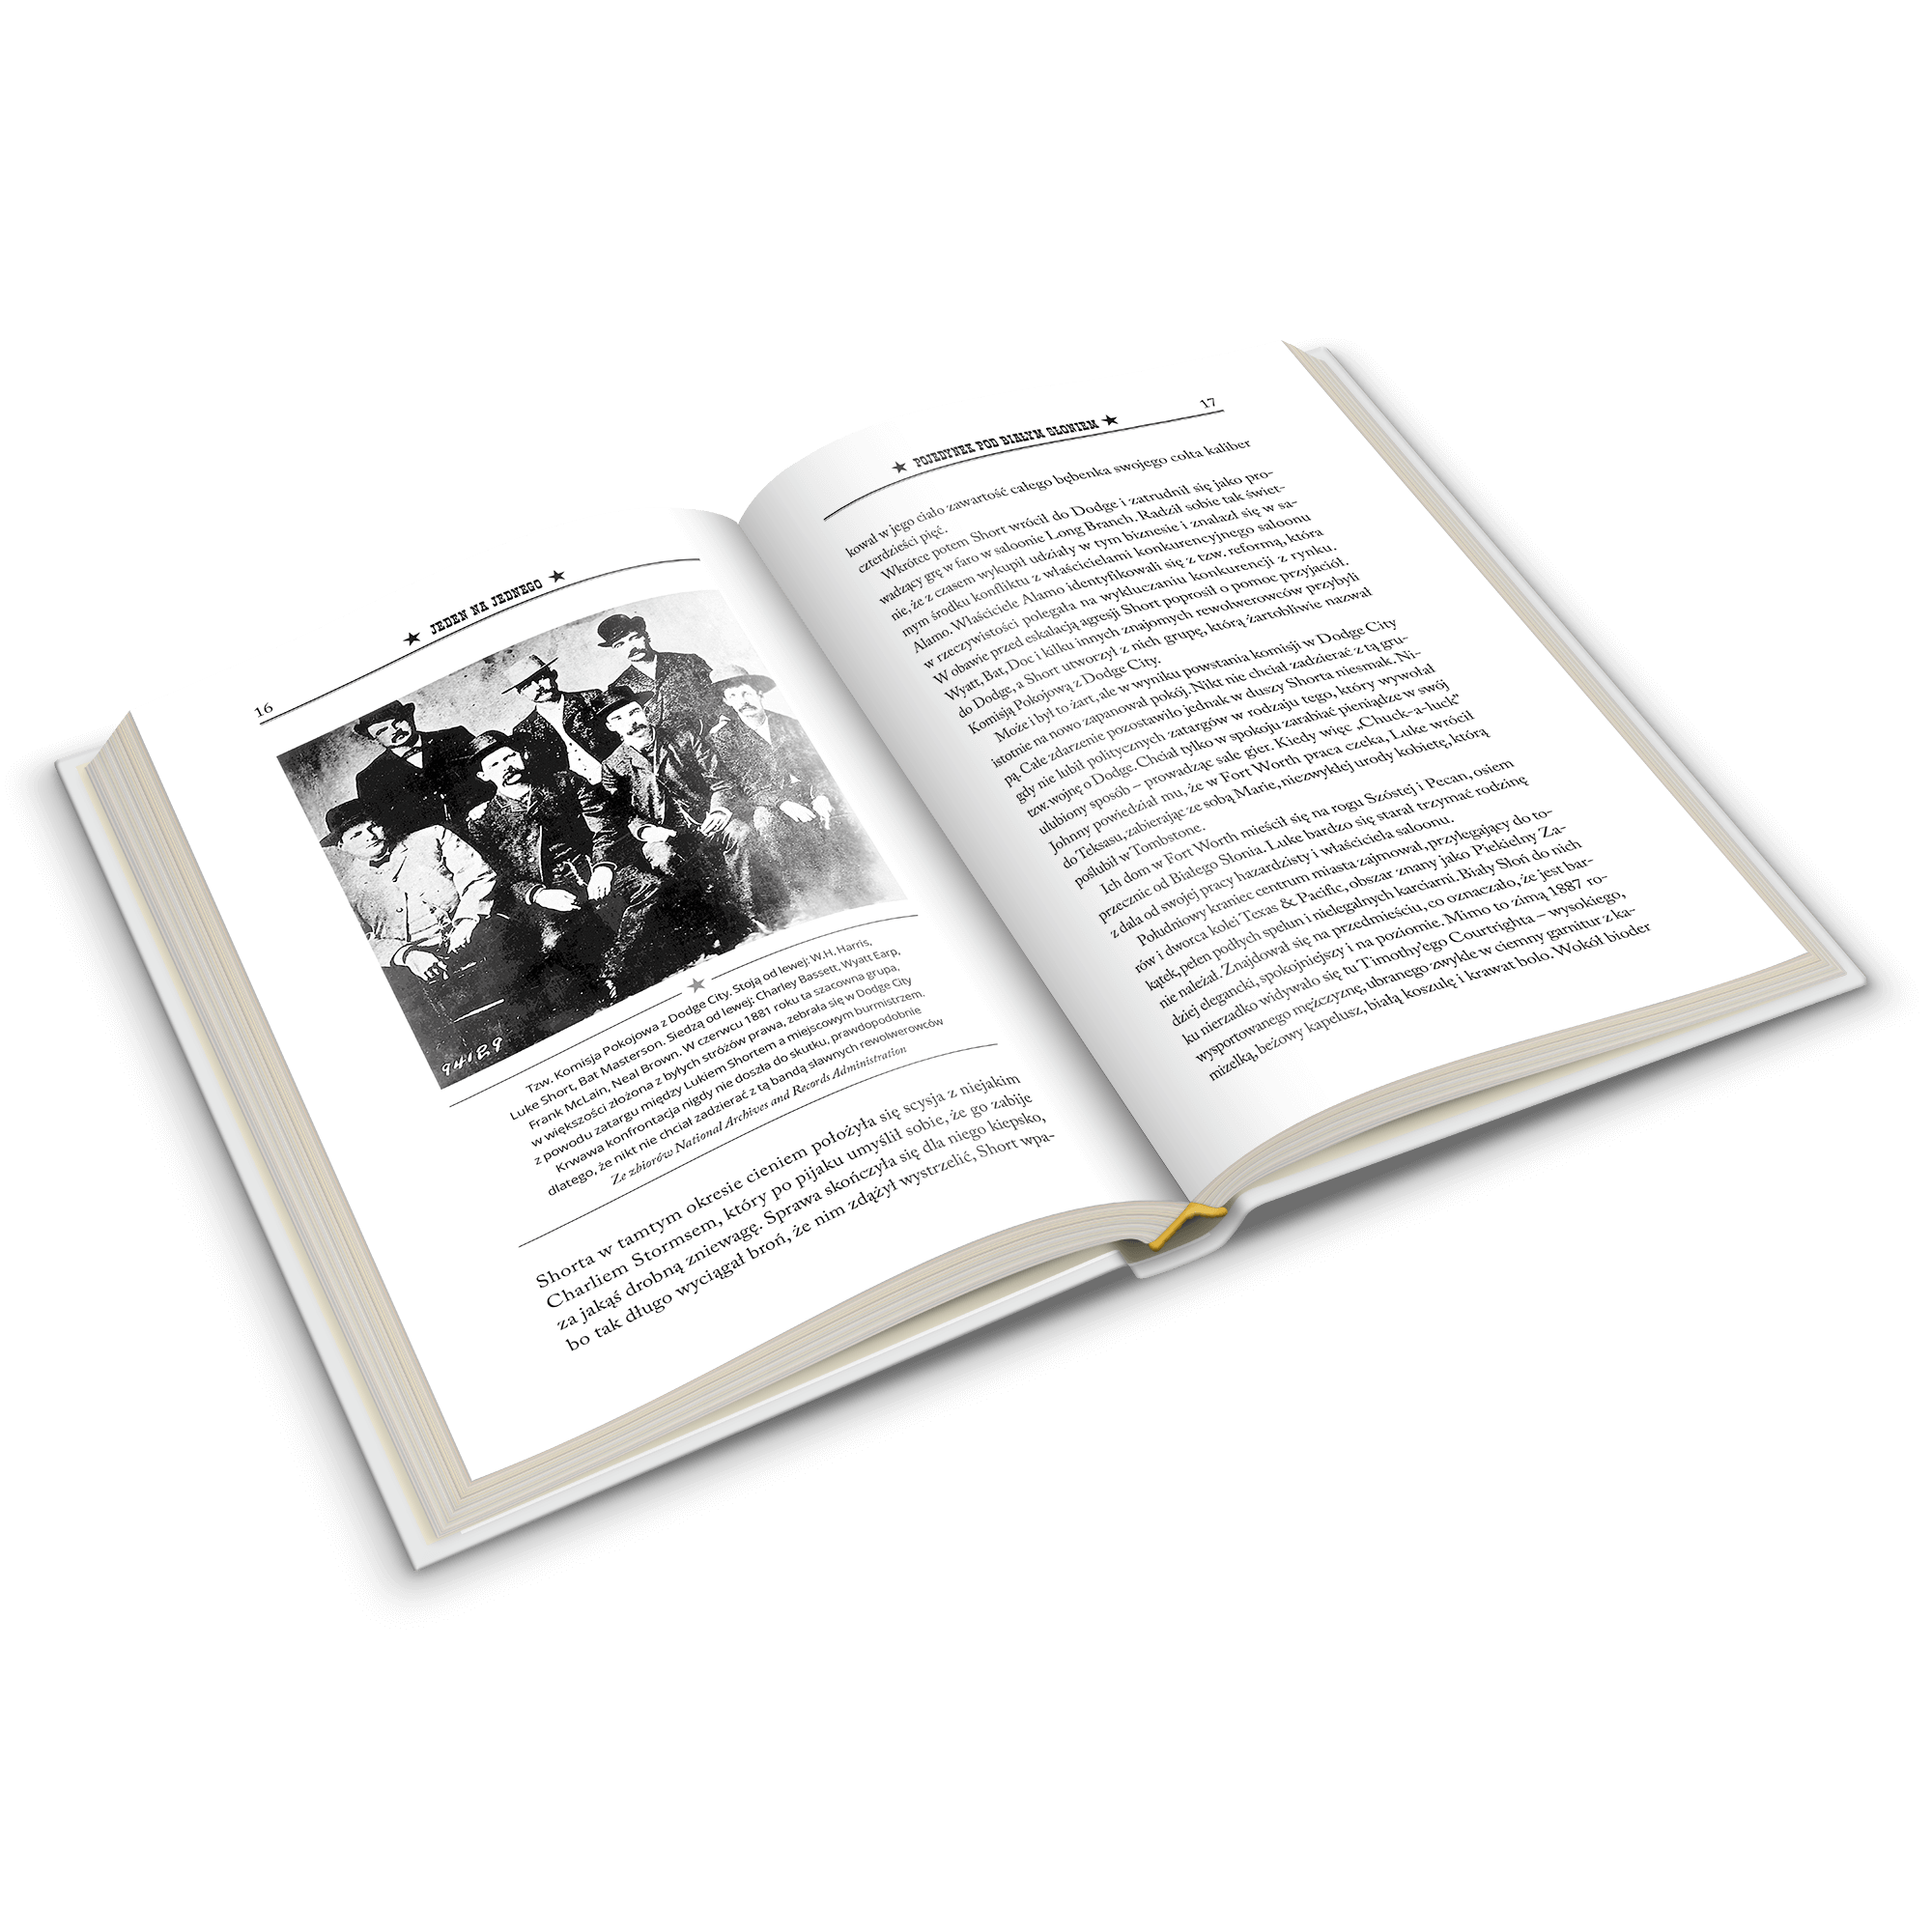 16
JEDEN NA JEDNEGO
94129
Tzw. Komisja Pokojowa z Dodge City. Stoją od lewej: W.H. Harris,
Luke Short, Bat Masterson. Siedzą od lewej: Charley Bassett, Wyatt Earp,
Frank McLain, Neal Brown. W czerwcu 1881 roku ta szacowna grupa,
w większości złożona z byłych stróżów prawa, zebrała się w Dodge City
z powodu zatargu między Lukiem Shortem a miejscowym burmistrzem.
Krwawa konfrontacja nigdy nie doszła do skutku, prawdopodobnie
dlatego, że nikt nie chciał zadzierać z tą bandą sławnych rewolwerowców
Ze zbiorów National Archives and Records Administration
Shorta w tamtym okresie cieniem położyła się scysja z niejakim
Charliem Stormsem, który po pijaku umyślił sobie, że go zabije
za jakąś drobną zniewagę. Sprawa skończyła się dla niego kiepsko,
bo tak długo wyciągał broń, że nim zdążył wystrzelić, Short wpa-
POJEDYNEK POD BIAŁYM SŁONIEM
17
kował w jego ciało zawartość całego bębenka swojego colta kaliber
czterdzieści pięć.
Wkrótce potem Short wrócił do Dodge i zatrudnił się jako pro-
wadzący grę w faro w saloonie Long Branch. Radził sobie tak świet-
nie, że z czasem wykupił udziały w tym biznesie i znalazł się w sa-
mym środku konfliktu z właścicielami konkurencyjnego saloonu
Alamo. Właściciele Alamo identyfikowali się z tzw. reformą, która
w rzeczywistości polegała na wykluczaniu konkurencji z rynku.
W obawie przed eskalacją agresji Short poprosił o pomoc przyjaciół.
Wyatt, Bat, Doc i kilku innych znajomych rewolwerowców przybyli
do Dodge, a Short utworzył z nich grupę, którą żartobliwie nazwał
Komisją Pokojową z Dodge City.
Może i był to żart, ale w wyniku powstania komisji w Dodge City
istotnie na nowo zapanował pokój. Nikt nie chciał zadzierać z tą gru-
pą. Całe zdarzenie pozostawiło jednak w duszy Shorta niesmak. Ni-
gdy nie lubił politycznych zatargów w rodzaju tego, który wywołał
tzw. wojnę o Dodge. Chciał tylko w spokoju zarabiać pieniądze w swój
ulubiony sposób – prowadząc sale gier. Kiedy więc „Chuck-a-luck”
Johnny powiedział mu, że w Fort Worth praca czeka, Luke wrócił
do Teksasu, zabierając ze sobą Marie, niezwykłej urody kobietę, którą
poślubił w Tombstone.
Ich dom w Fort Worth mieścił się na rogu Szóstej i Pecan, osiem
przecznic od Białego Słonia. Luke bardzo się starał trzymać rodzinę
z dala od swojej pracy hazardzisty i właściciela saloonu.
Południowy kraniec centrum miasta zajmował, przylegający do to-
rów i dworca kolei Texas & Pacific, obszar znany jako Piekielny Za-
kątek, pełen podłych spelun i nielegalnych karciarni. Biały Słoń do nich
nie należał. Znajdował się na przedmieściu, co oznaczało, że jest bar-
dziej elegancki, spokojniejszy i na poziomie. Mimo to zimą 1887 ro-
ku nierzadko widywało się tu Timothy'ego Courtrighta – wysokiego,
wysportowanego mężczyznę, ubranego zwykle w ciemny garnitur z ka-
mizelką, beżowy kapelusz, białą koszulę i krawat bolo. Wokół bioder